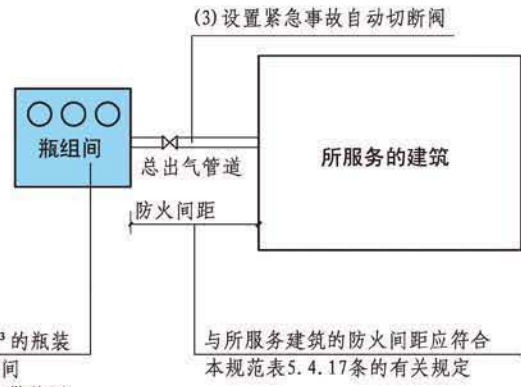 (3)设置紧急事故自动切断阀
瓶组间
所服务的建筑
总出气管道
防火间距
³的瓶装
间
与所服务建筑的防火间距应符合
本规范表5.4.17条的有关规定